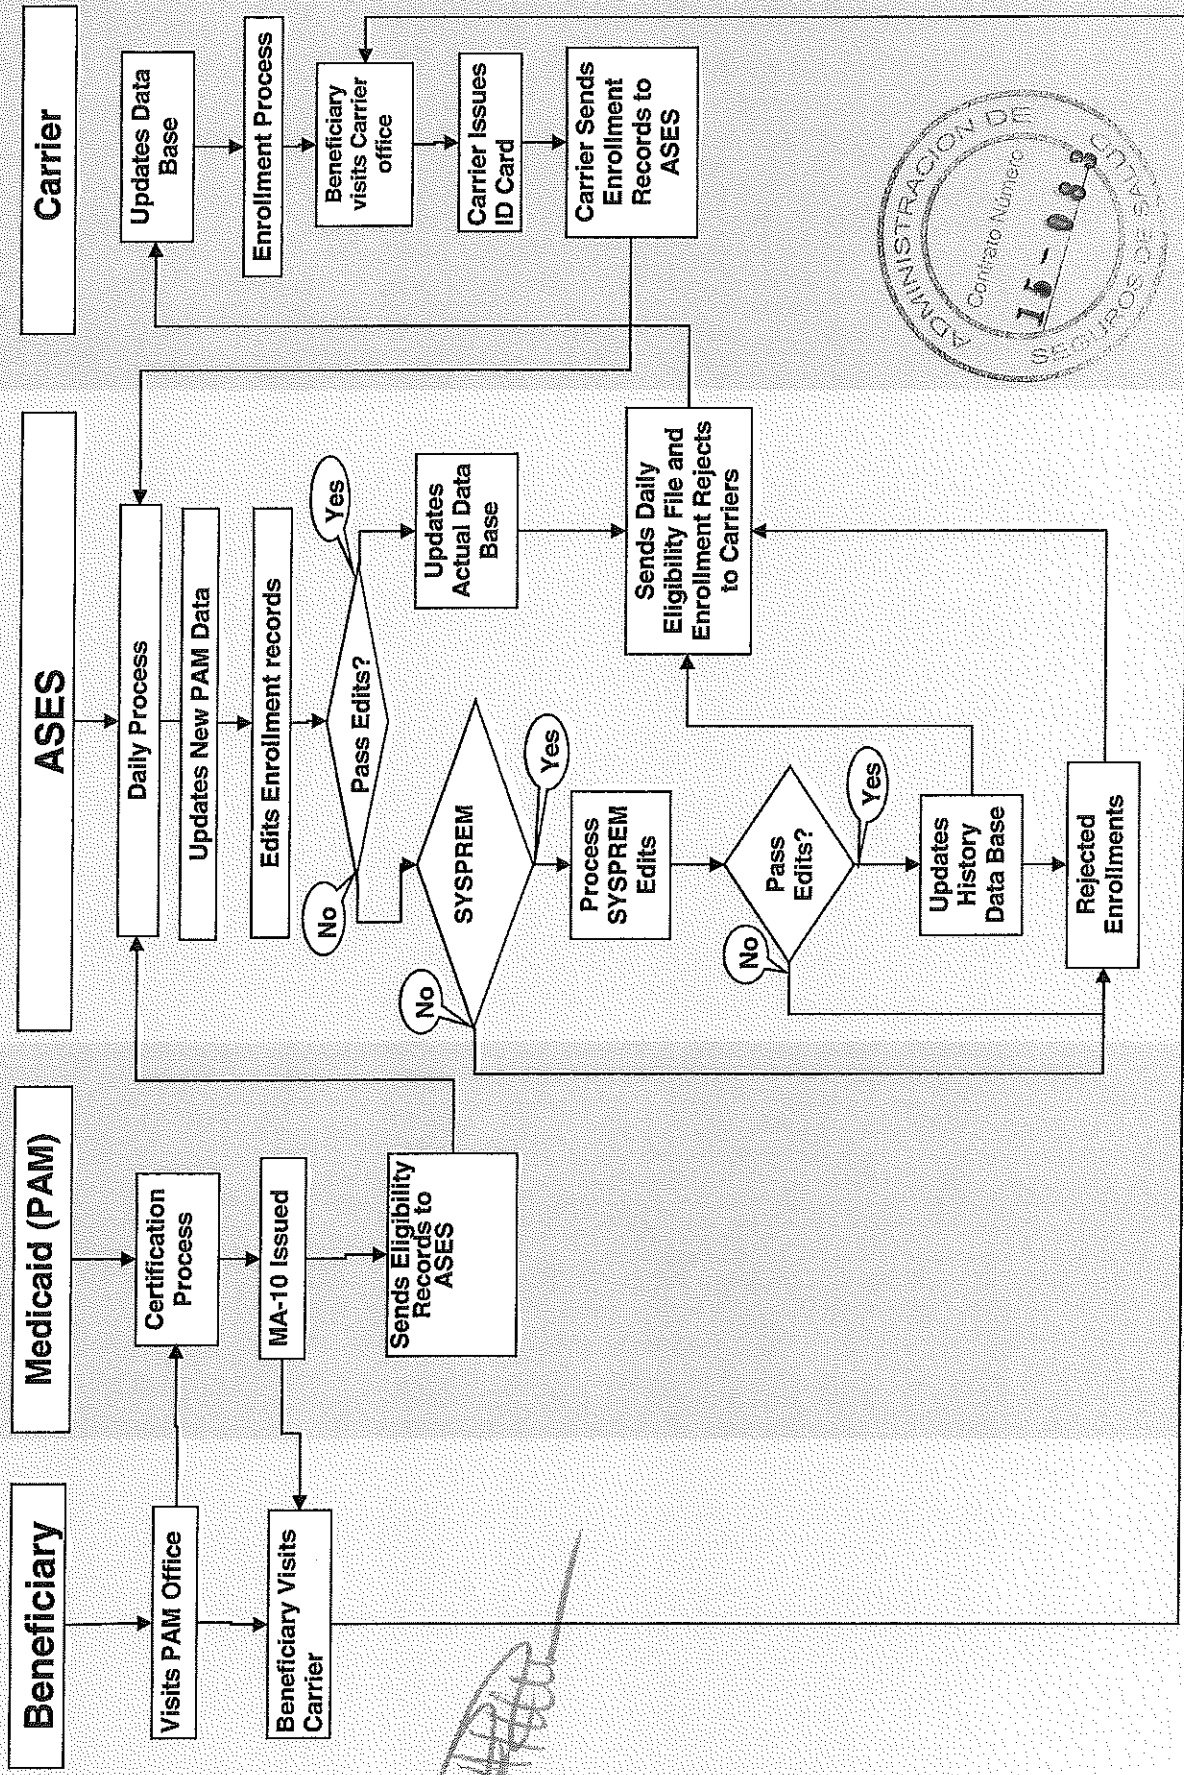 Beneficiary
Visits PAM Office
Beneficiary Visits
Carrier
Medicaid (PAM)
Certification
Process
MA-10 Issued
Sends Eligibility
Records to
ASES
ASES
Daily Process
Updates New PAM Data
Edits Enrollment records
Pass Edits?
No
Yes
Updates
Actual Data
Base
SYSPREM
No
Yes
Process
SYSPREM
Edits
Pass
Edits?
No
Yes
Updates
History
Data Base
Rejected
Enrollments
Sends Daily
Eligibility File and
Enrollment Rejects
to Carriers
Carrier
Updates Data
Base
Enrollment Process
Beneficiary
visits Carrier
office
Carrier Issues
ID Card
Carrier Sends
Enrollment
Records to
ASES
ADMINISTRACION DE
SEGUROS DE SALUD
Contrato Número
15-083